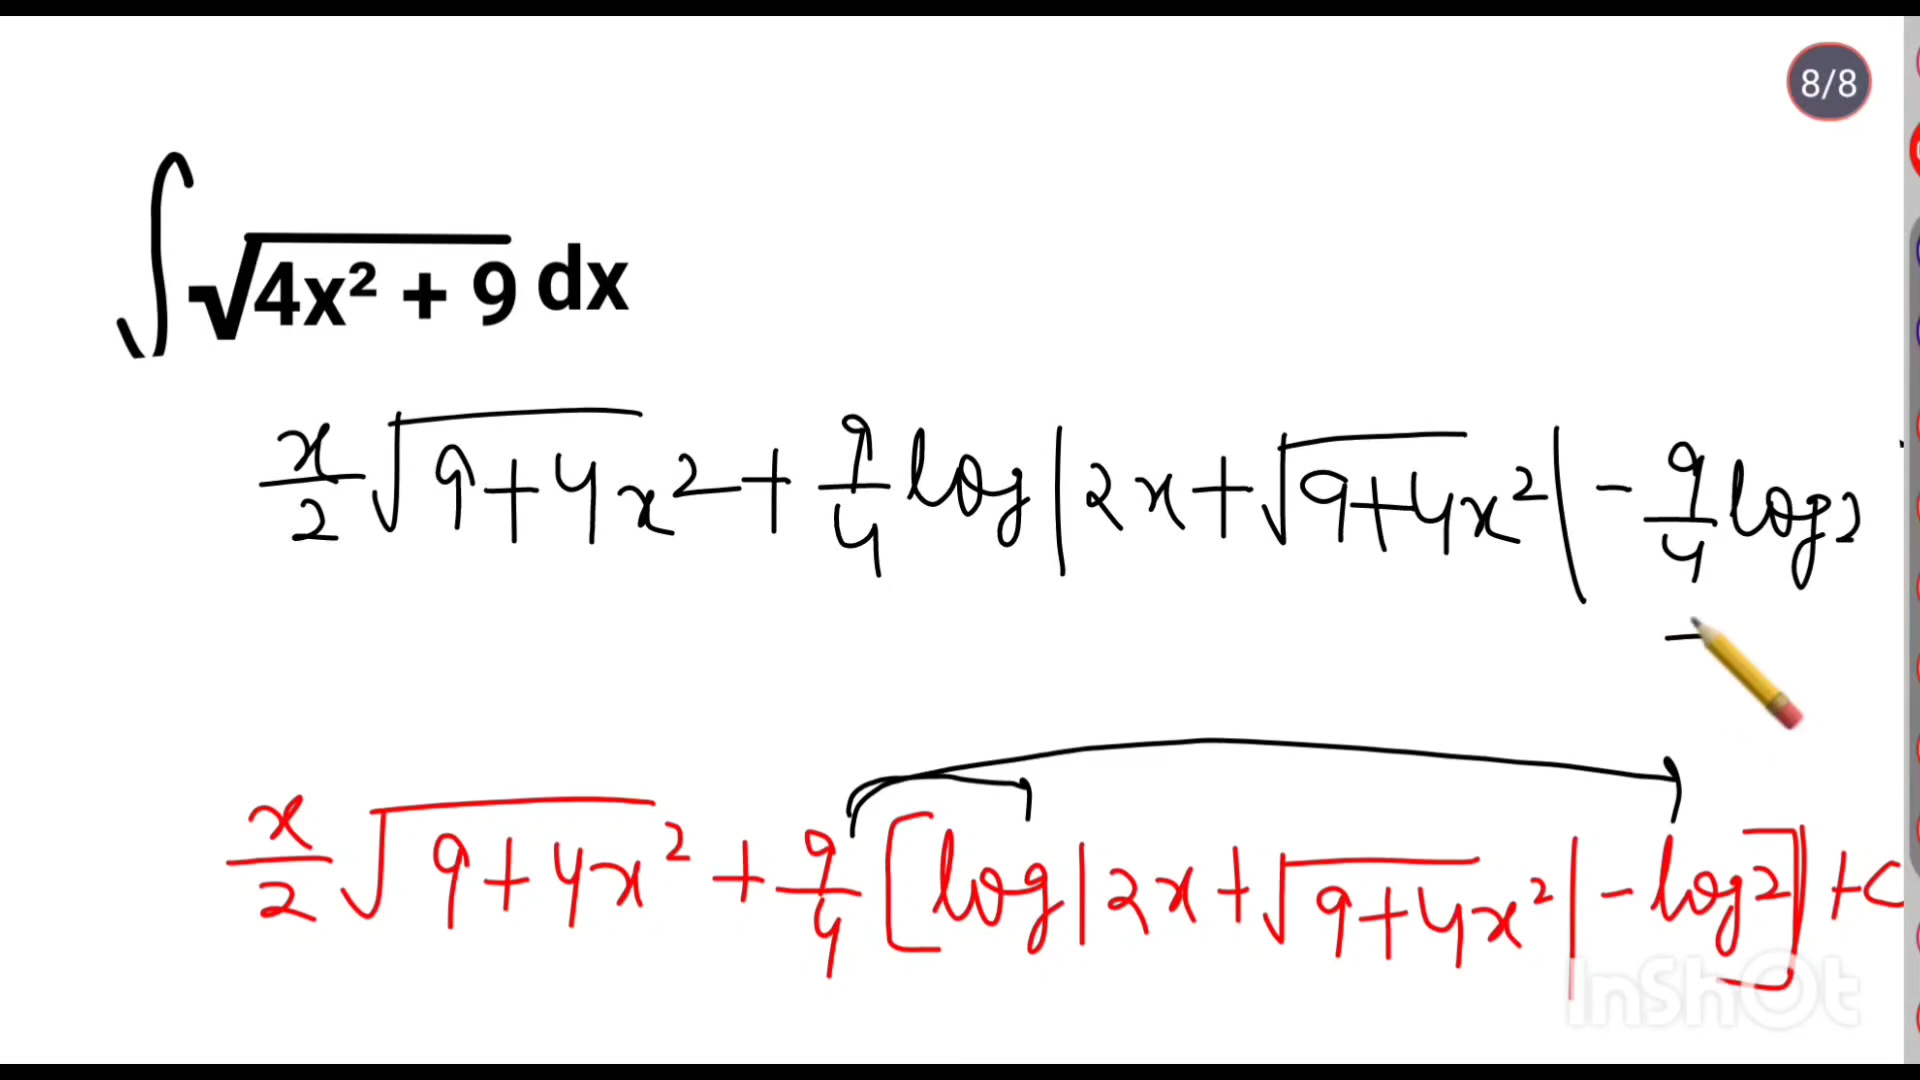 8/8
∫√4x² + 9 dx
x/2 √9+4x² + 9/4 log|2x+√9+4x²| - 9/4 log2
x/2 √9+4x² + 9/4 [log|2x+√9+4x²| - log2] + C
InShOt